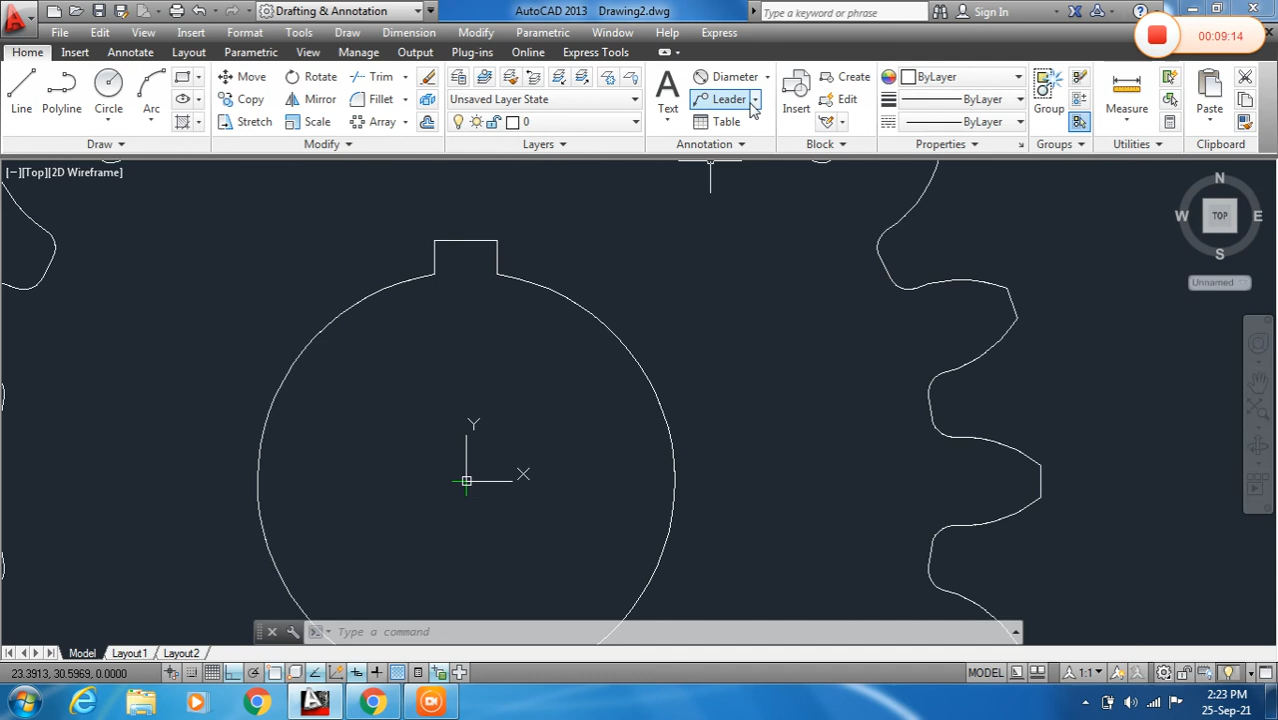 Drafting & Annotation
AutoCAD 2013 Drawing2.dwg
Type a keyword or phrase
Sign In
File Edit View Insert Format Tools Draw Dimension Modify Parametric Window Help Express
00:09:14
Home Insert Annotate Layout Parametric View Manage Output Plug-ins Online Express Tools
Line
Polyline
Circle
Arc
Move
Rotate
Trim
Copy
Mirror
Fillet
Stretch
Scale
Array
Unsaved Layer State
0
A
Text
Diameter
Leader
Table
Insert
Create
Edit
ByLayer
ByLayer
ByLayer
Group
Measure
Paste
Draw
Modify
Layers
Annotation
Block
Properties
Groups
Utilities
Clipboard
[−][Top][2D Wireframe]
N
W TOP E
S
Unnamed
Y
X
Type a command
Model Layout1 Layout2
23.3913, 30.5969, 0.0000
MODEL
1:1
2:23 PM
25-Sep-21